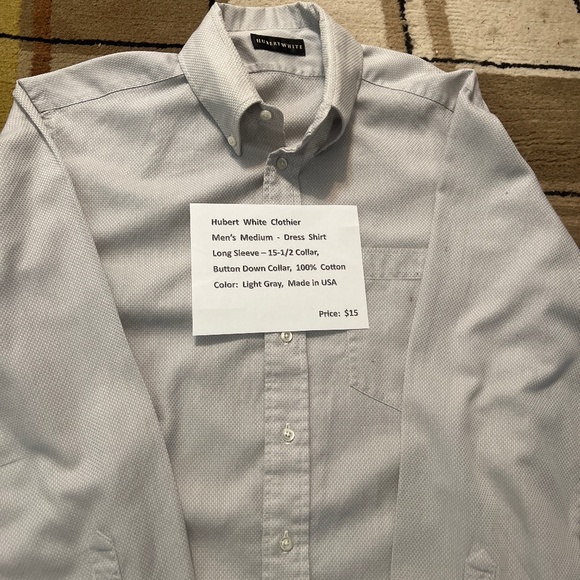 HUBERT WHITE
Hubert White Clothier
Men's Medium - Dress Shirt
Long Sleeve – 15-1/2 Collar,
Button Down Collar, 100% Cotton
Color: Light Gray, Made in USA
Price: $15